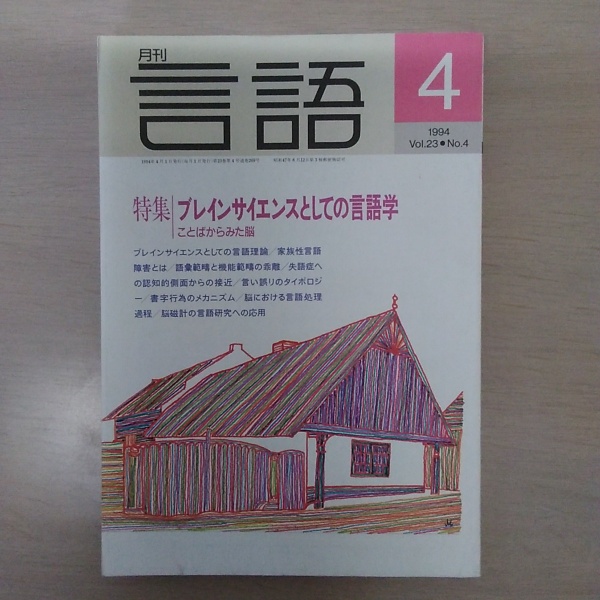 月刊
言語
4
1994
Vol.23●No.4
特集
ブレインサイエンスとしての言語学
ことばからみた脳
ブレインサイエンスとしての言語理論／家族性言語
障害とは／語彙範疇と機能範疇の乖離／失語症へ
の認知的側面からの接近／言い誤りのタイポロジ
ー／書字行為のメカニズム／脳における言語処理
過程／脳磁計の言語研究への応用